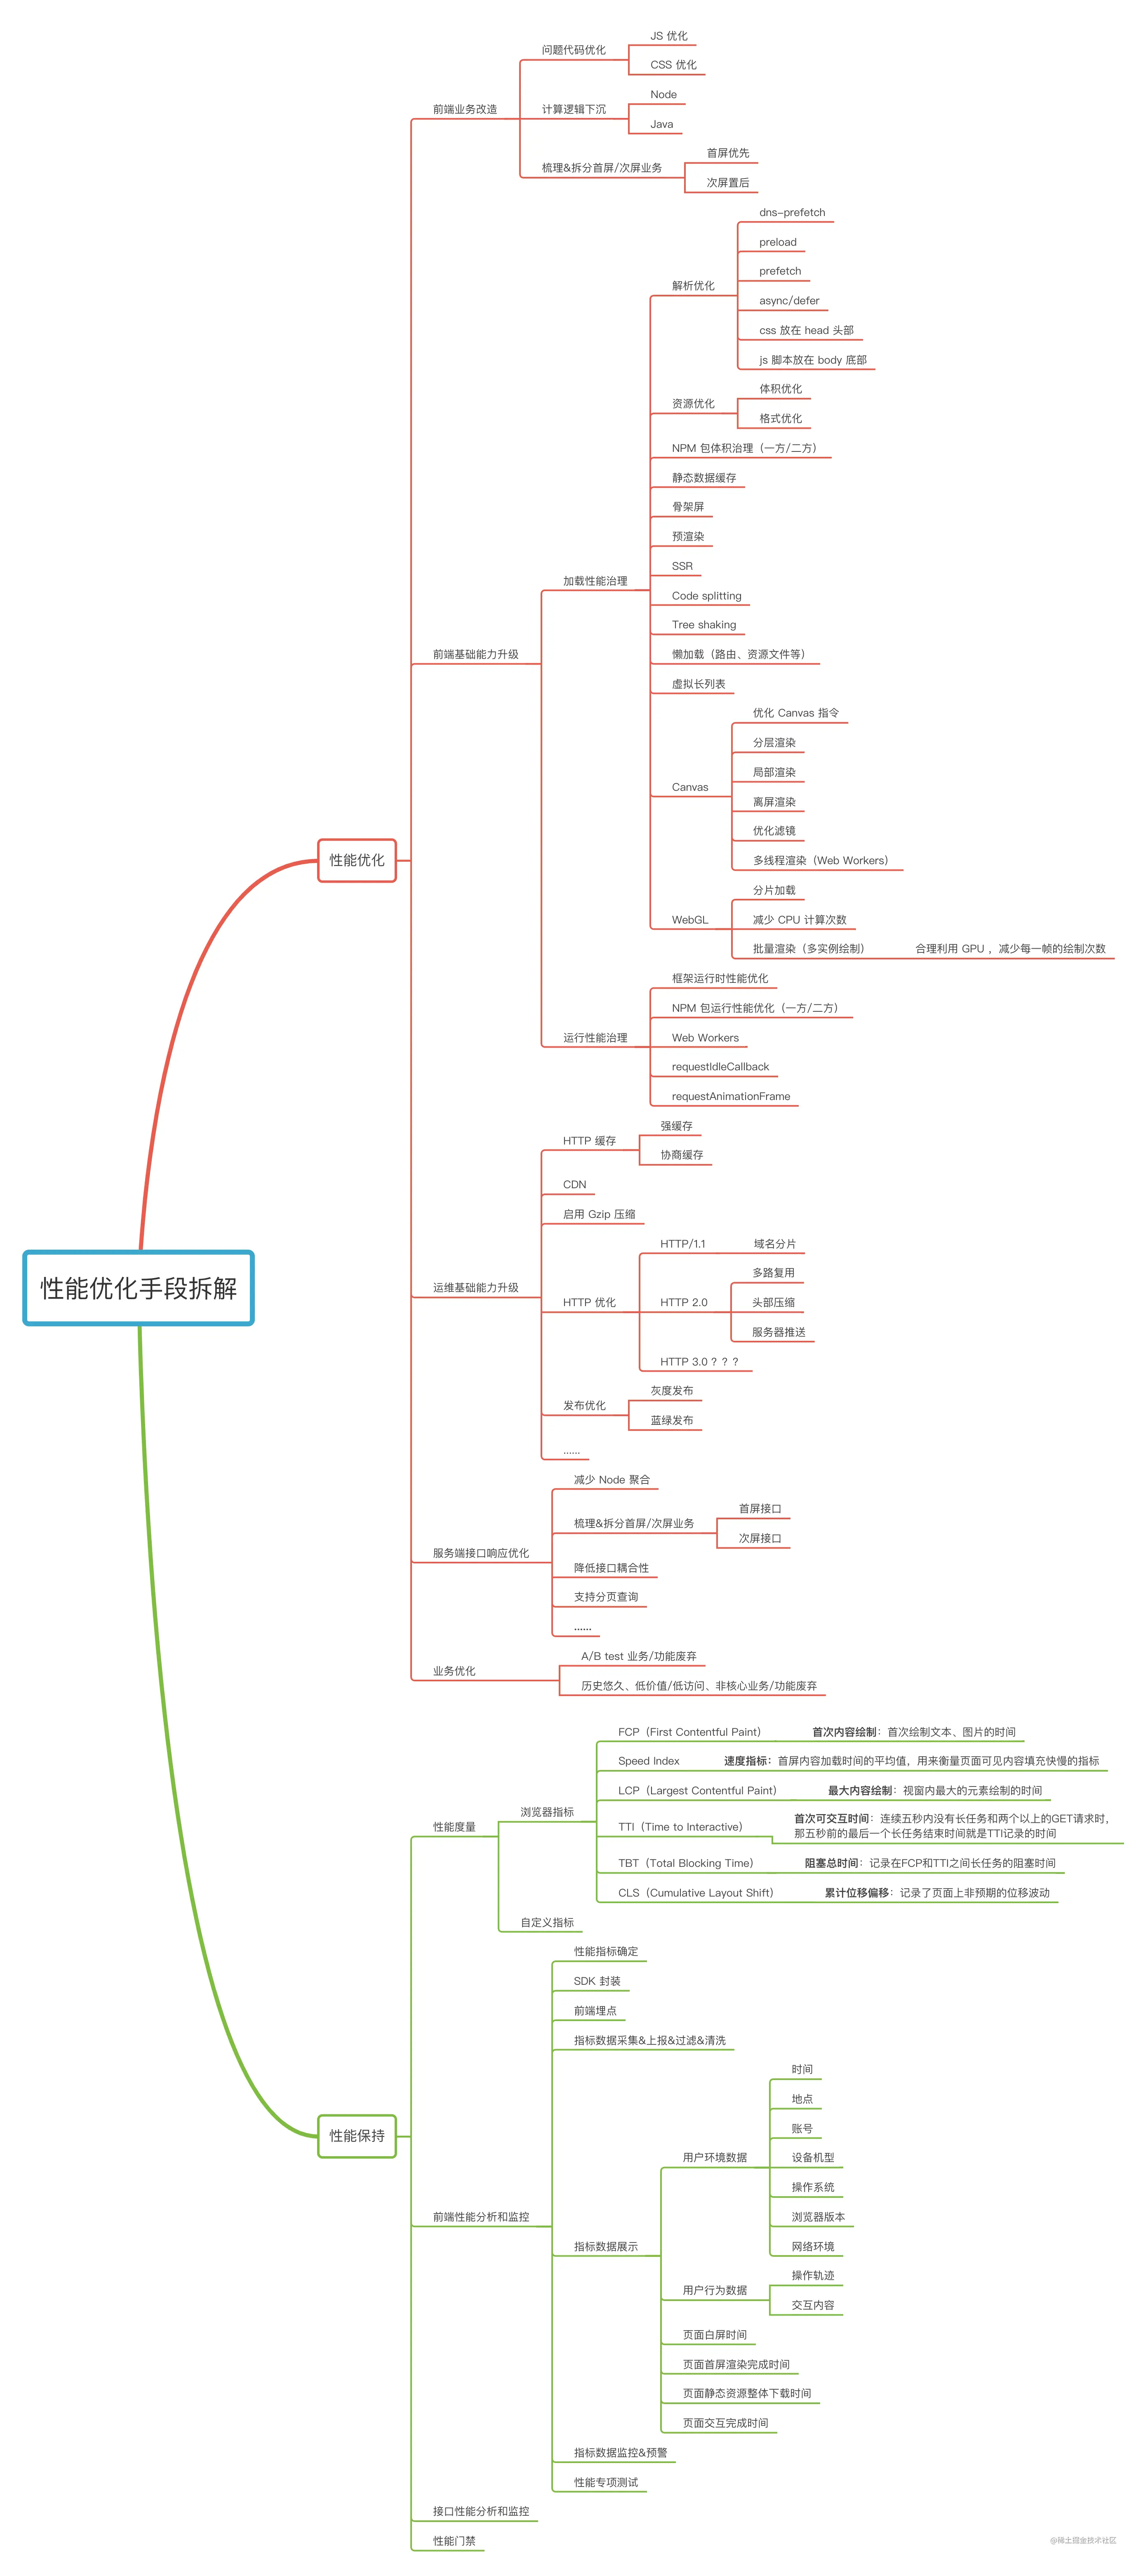 性能优化手段拆解
性能优化
前端业务改造
问题代码优化
JS 优化
CSS 优化
计算逻辑下沉
Node
Java
梳理&拆分首屏/次屏业务
首屏优先
次屏置后
前端基础能力升级
加载性能治理
解析优化
dns-prefetch
preload
prefetch
async/defer
css 放在 head 头部
js 脚本放在 body 底部
资源优化
体积优化
格式优化
NPM 包体积治理（一方/二方）
静态数据缓存
骨架屏
预渲染
SSR
Code splitting
Tree shaking
懒加载（路由、资源文件等）
虚拟长列表
Canvas
优化 Canvas 指令
分层渲染
局部渲染
离屏渲染
优化滤镜
多线程渲染（Web Workers）
WebGL
分片加载
减少 CPU 计算次数
批量渲染（多实例绘制）
合理利用 GPU ，减少每一帧的绘制次数
运行性能治理
框架运行时性能优化
NPM 包运行性能优化（一方/二方）
Web Workers
requestIdleCallback
requestAnimationFrame
运维基础能力升级
HTTP 缓存
强缓存
协商缓存
CDN
启用 Gzip 压缩
HTTP 优化
HTTP/1.1
域名分片
HTTP 2.0
多路复用
头部压缩
服务器推送
HTTP 3.0？？？
发布优化
灰度发布
蓝绿发布
......
服务端接口响应优化
减少 Node 聚合
梳理&拆分首屏/次屏业务
首屏接口
次屏接口
降低接口耦合性
支持分页查询
......
业务优化
A/B test 业务/功能废弃
历史悠久、低价值/低访问、非核心业务/功能废弃
性能保持
性能度量
浏览器指标
FCP（First Contentful Paint）
首次内容绘制：首次绘制文本、图片的时间
Speed Index
速度指标：首屏内容加载时间的平均值，用来衡量页面可见内容填充快慢的指标
LCP（Largest Contentful Paint）
最大内容绘制：视窗内最大的元素绘制的时间
TTI（Time to Interactive）
首次可交互时间：连续五秒内没有长任务和两个以上的GET请求时，
那五秒前的最后一个长任务结束时间就是TTI记录的时间
TBT（Total Blocking Time）
阻塞总时间：记录在FCP和TTI之间长任务的阻塞时间
CLS（Cumulative Layout Shift）
累计位移偏移：记录了页面上非预期的位移波动
自定义指标
前端性能分析和监控
性能指标确定
SDK 封装
前端埋点
指标数据采集&上报&过滤&清洗
指标数据展示
用户环境数据
时间
地点
账号
设备机型
操作系统
浏览器版本
网络环境
用户行为数据
操作轨迹
交互内容
页面白屏时间
页面首屏渲染完成时间
页面静态资源整体下载时间
页面交互完成时间
指标数据监控&预警
性能专项测试
接口性能分析和监控
性能门禁
@稀土掘金技术社区